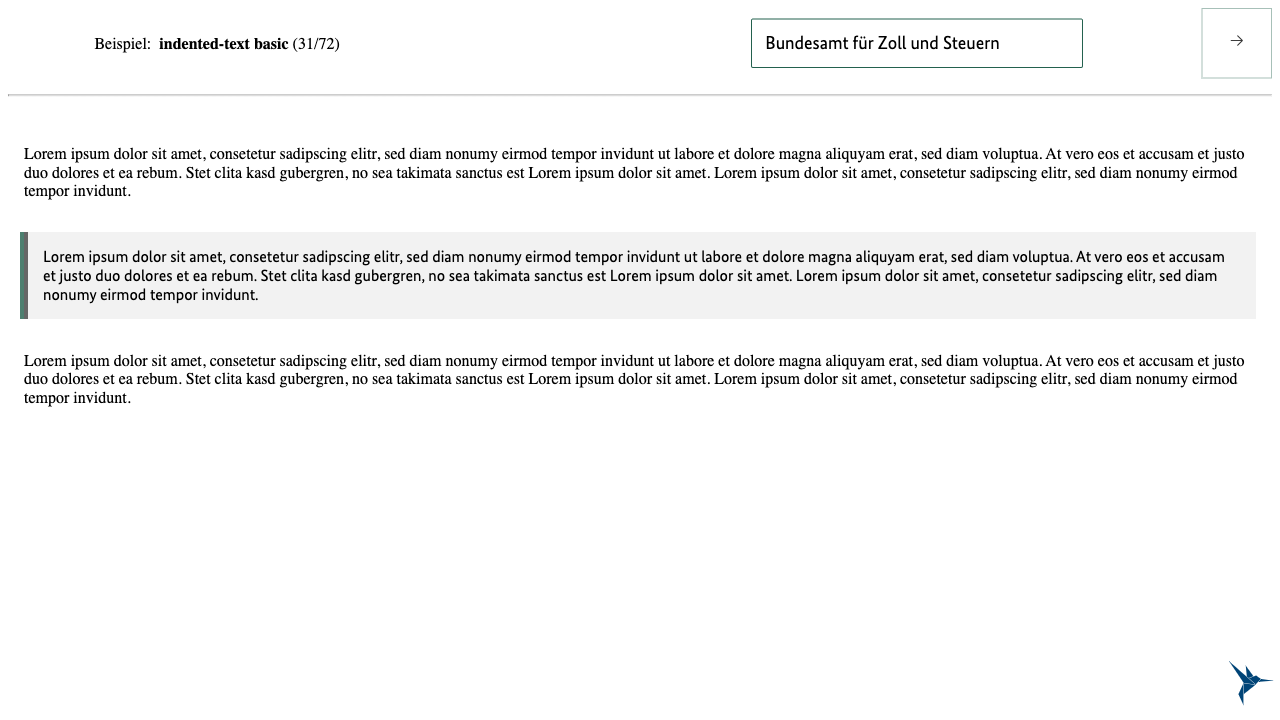 Beispiel: indented-text basic (31/72)
Bundesamt für Zoll und Steuern
→
Lorem ipsum dolor sit amet, consetetur sadipscing elitr, sed diam nonumy eirmod tempor invidunt ut labore et dolore magna aliquyam erat, sed diam voluptua. At vero eos et accusam et justo
duo dolores et ea rebum. Stet clita kasd gubergren, no sea takimata sanctus est Lorem ipsum dolor sit amet. Lorem ipsum dolor sit amet, consetetur sadipscing elitr, sed diam nonumy eirmod
tempor invidunt.
Lorem ipsum dolor sit amet, consetetur sadipscing elitr, sed diam nonumy eirmod tempor invidunt ut labore et dolore magna aliquyam erat, sed diam voluptua. At vero eos et accusam
et justo duo dolores et ea rebum. Stet clita kasd gubergren, no sea takimata sanctus est Lorem ipsum dolor sit amet. Lorem ipsum dolor sit amet, consetetur sadipscing elitr, sed diam
nonumy eirmod tempor invidunt.
Lorem ipsum dolor sit amet, consetetur sadipscing elitr, sed diam nonumy eirmod tempor invidunt ut labore et dolore magna aliquyam erat, sed diam voluptua. At vero eos et accusam et justo
duo dolores et ea rebum. Stet clita kasd gubergren, no sea takimata sanctus est Lorem ipsum dolor sit amet. Lorem ipsum dolor sit amet, consetetur sadipscing elitr, sed diam nonumy eirmod
tempor invidunt.